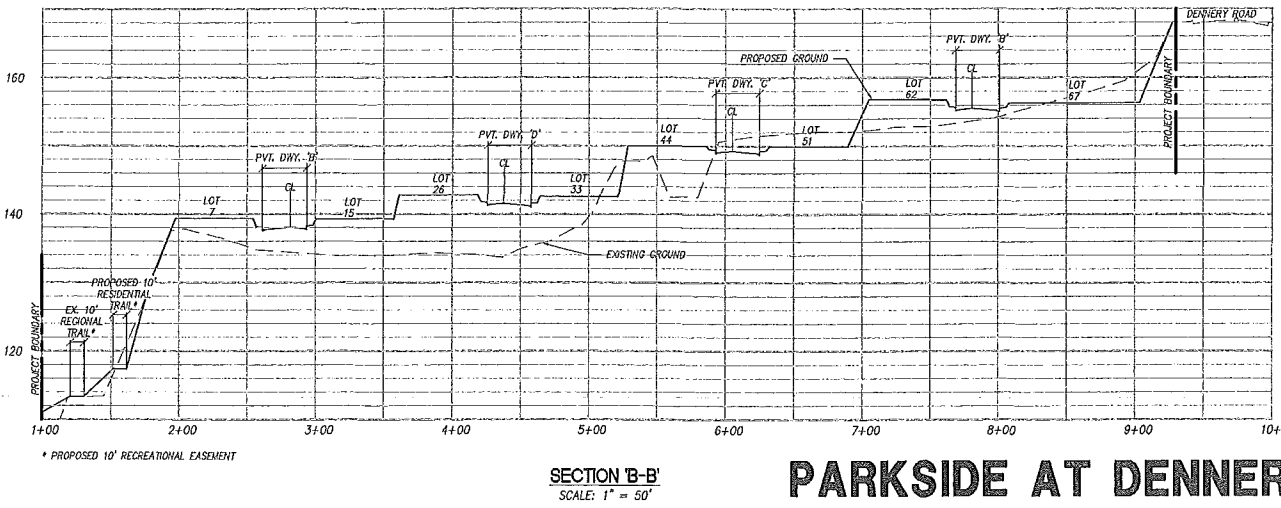 DENNERY ROAD
PVT. DWY. 'B'
CL
PROPOSED GROUND
160
PVT. DWY. 'C'
CL
LOT
62
LOT
67
PROJECT BOUNDARY
LOT
44
LOT
51
PVT. DWY. 'D'
CL
PVT. DWY. 'B'
CL
LOT
26
LOT
33
140
LOT
7
LOT
15
EXISTING GROUND
PROPOSED 10'
RESIDENTIAL
TRAIL*
EX. 10'
REGIONAL
TRAIL*
PROJECT BOUNDARY
120
1+00 2+00 3+00 4+00 5+00 6+00 7+00 8+00 9+00 10+
* PROPOSED 10' RECREATIONAL EASEMENT
SECTION 'B-B'
SCALE: 1" = 50'
PARKSIDE AT DENNER